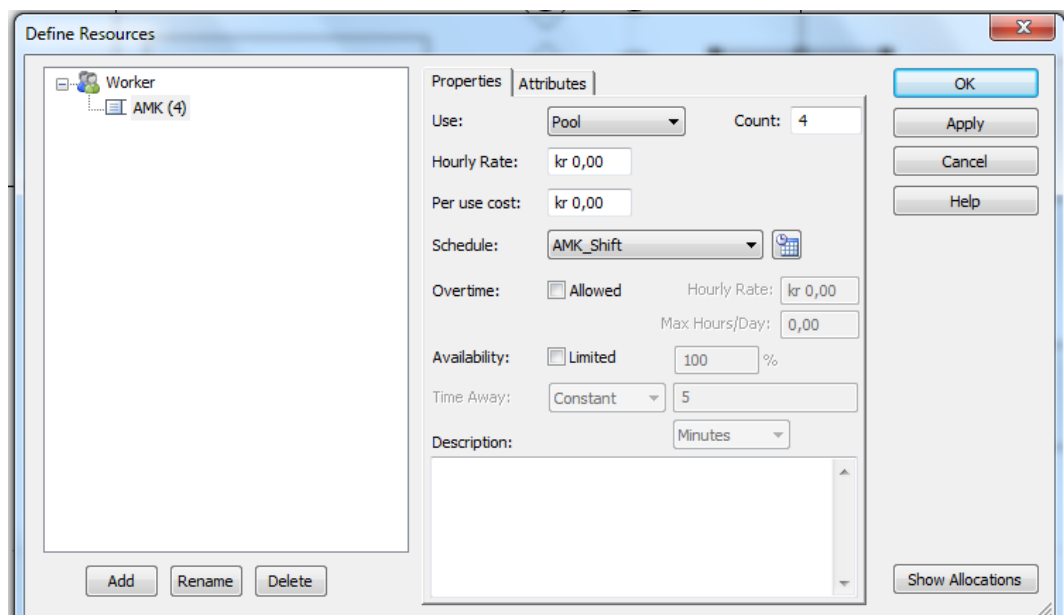 Define Resources
Worker
AMK (4)
Properties Attributes
Use: Pool Count: 4
Hourly Rate: kr 0,00
Per use cost: kr 0,00
Schedule: AMK_Shift
Overtime: Allowed Hourly Rate: kr 0,00
Max Hours/Day: 0,00
Availability: Limited 100 %
Time Away: Constant 5
Minutes
Description:
Add Rename Delete
OK
Apply
Cancel
Help
Show Allocations